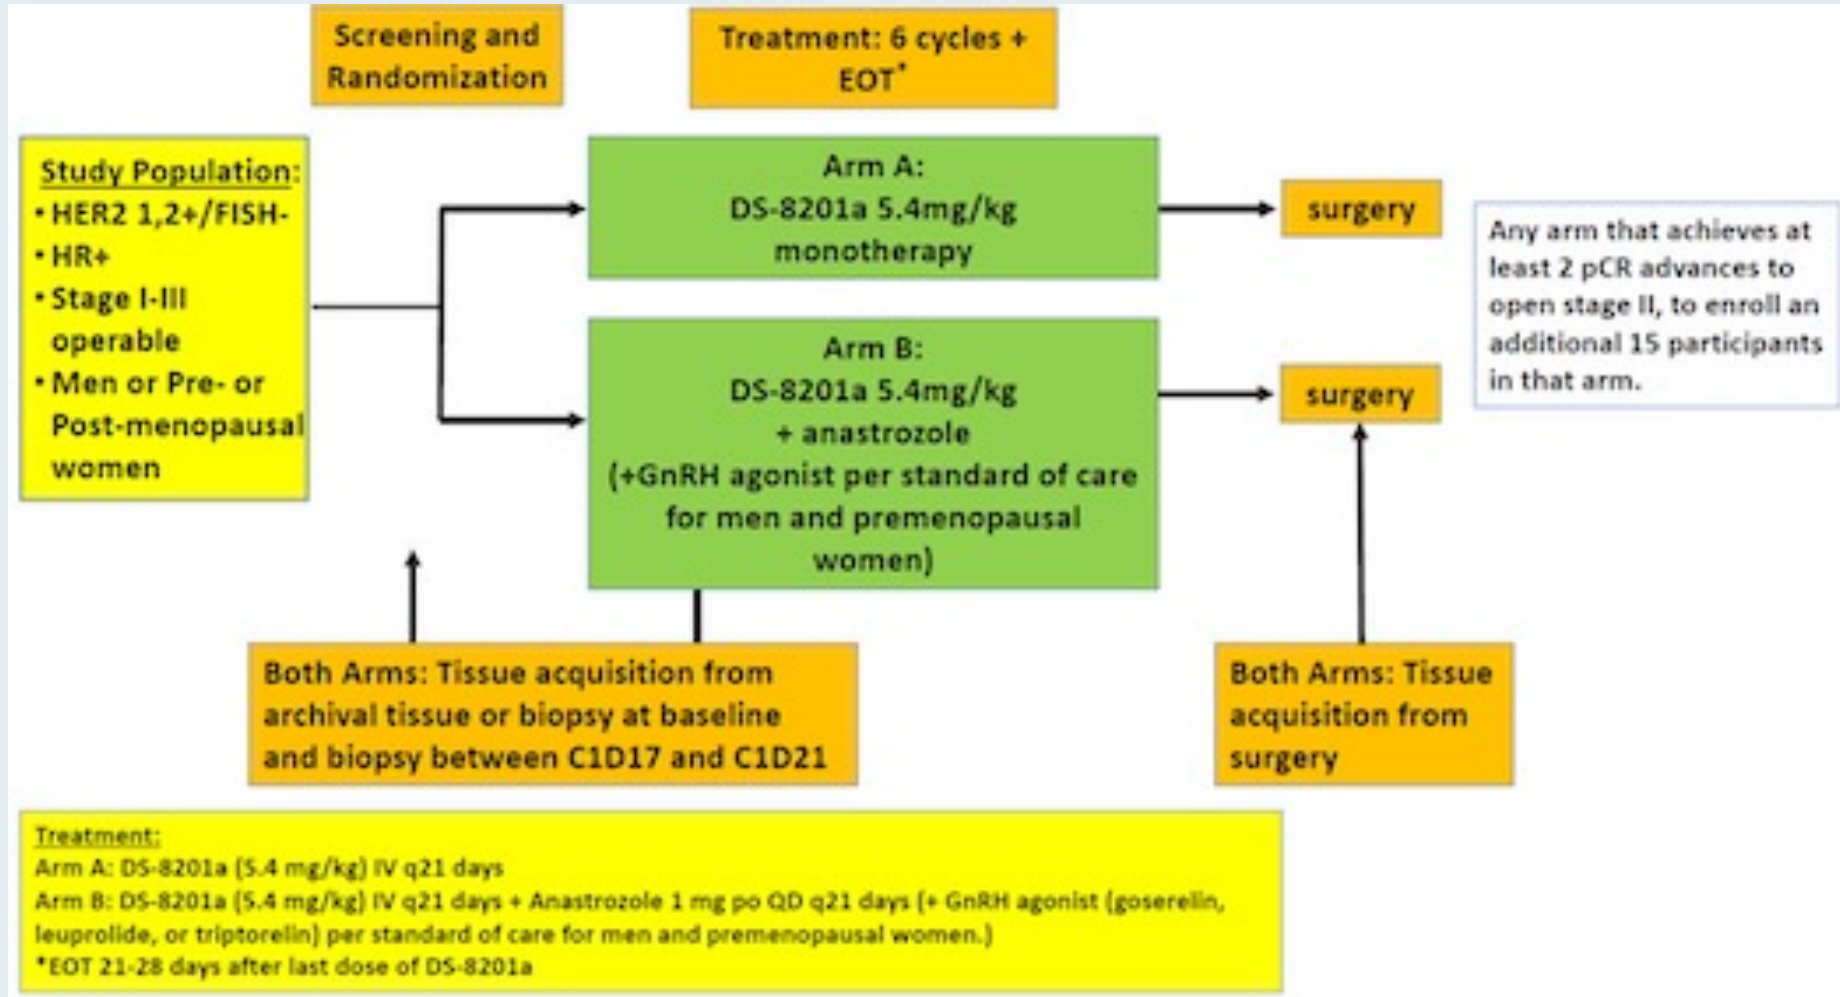 Screening and
Randomization
Treatment: 6 cycles +
EOT*
Study Population:
• HER2 1,2+/FISH-
• HR+
• Stage I-III
operable
• Men or Pre- or
Post-menopausal
women
Arm A:
DS-8201a 5.4mg/kg
monotherapy
surgery
Arm B:
DS-8201a 5.4mg/kg
+ anastrozole
(+GnRH agonist per standard of care
for men and premenopausal
women)
surgery
Any arm that achieves at
least 2 pCR advances to
open stage II, to enroll an
additional 15 participants
in that arm.
Both Arms: Tissue acquisition from
archival tissue or biopsy at baseline
and biopsy between C1D17 and C1D21
Both Arms: Tissue
acquisition from
surgery
Treatment:
Arm A: DS-8201a (5.4 mg/kg) IV q21 days
Arm B: DS-8201a (5.4 mg/kg) IV q21 days + Anastrozole 1 mg po QD q21 days (+ GnRH agonist (goserelin,
leuprolide, or triptorelin) per standard of care for men and premenopausal women.)
*EOT 21-28 days after last dose of DS-8201a